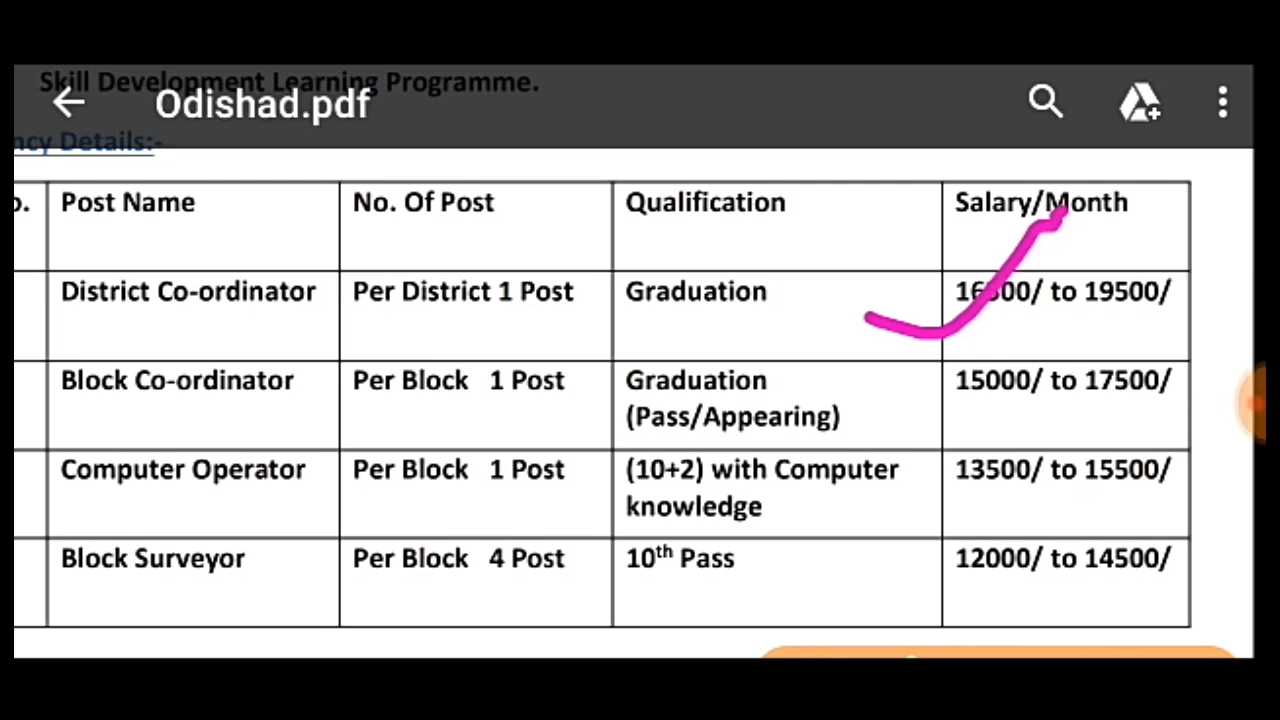 Skill Development Learning Programme.
Odishad.pdf
ncy Details:-
o. Post Name No. Of Post Qualification Salary/Month
District Co-ordinator Per District 1 Post Graduation to 19500/
Block Co-ordinator Per Block 1 Post Graduation 15000/ to 17500/
(Pass/Appearing)
Computer Operator Per Block 1 Post (10+2) with Computer 13500/ to 15500/
knowledge
Block Surveyor Per Block 4 Post 10th Pass 12000/ to 14500/